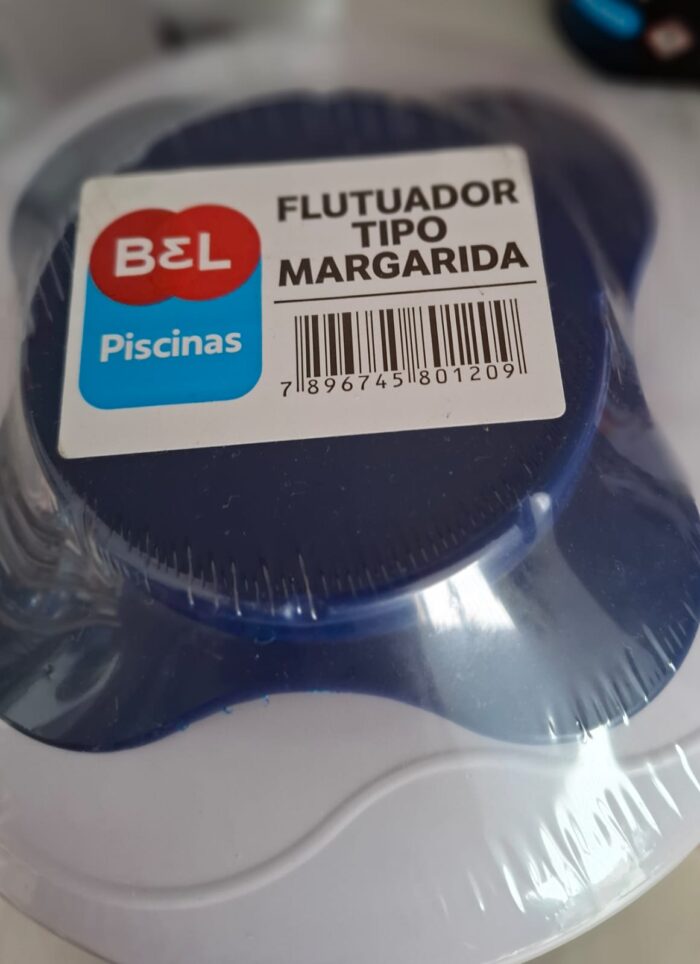 BEL
Piscinas
FLUTUADOR
TIPO
MARGARIDA
7 896745 801209